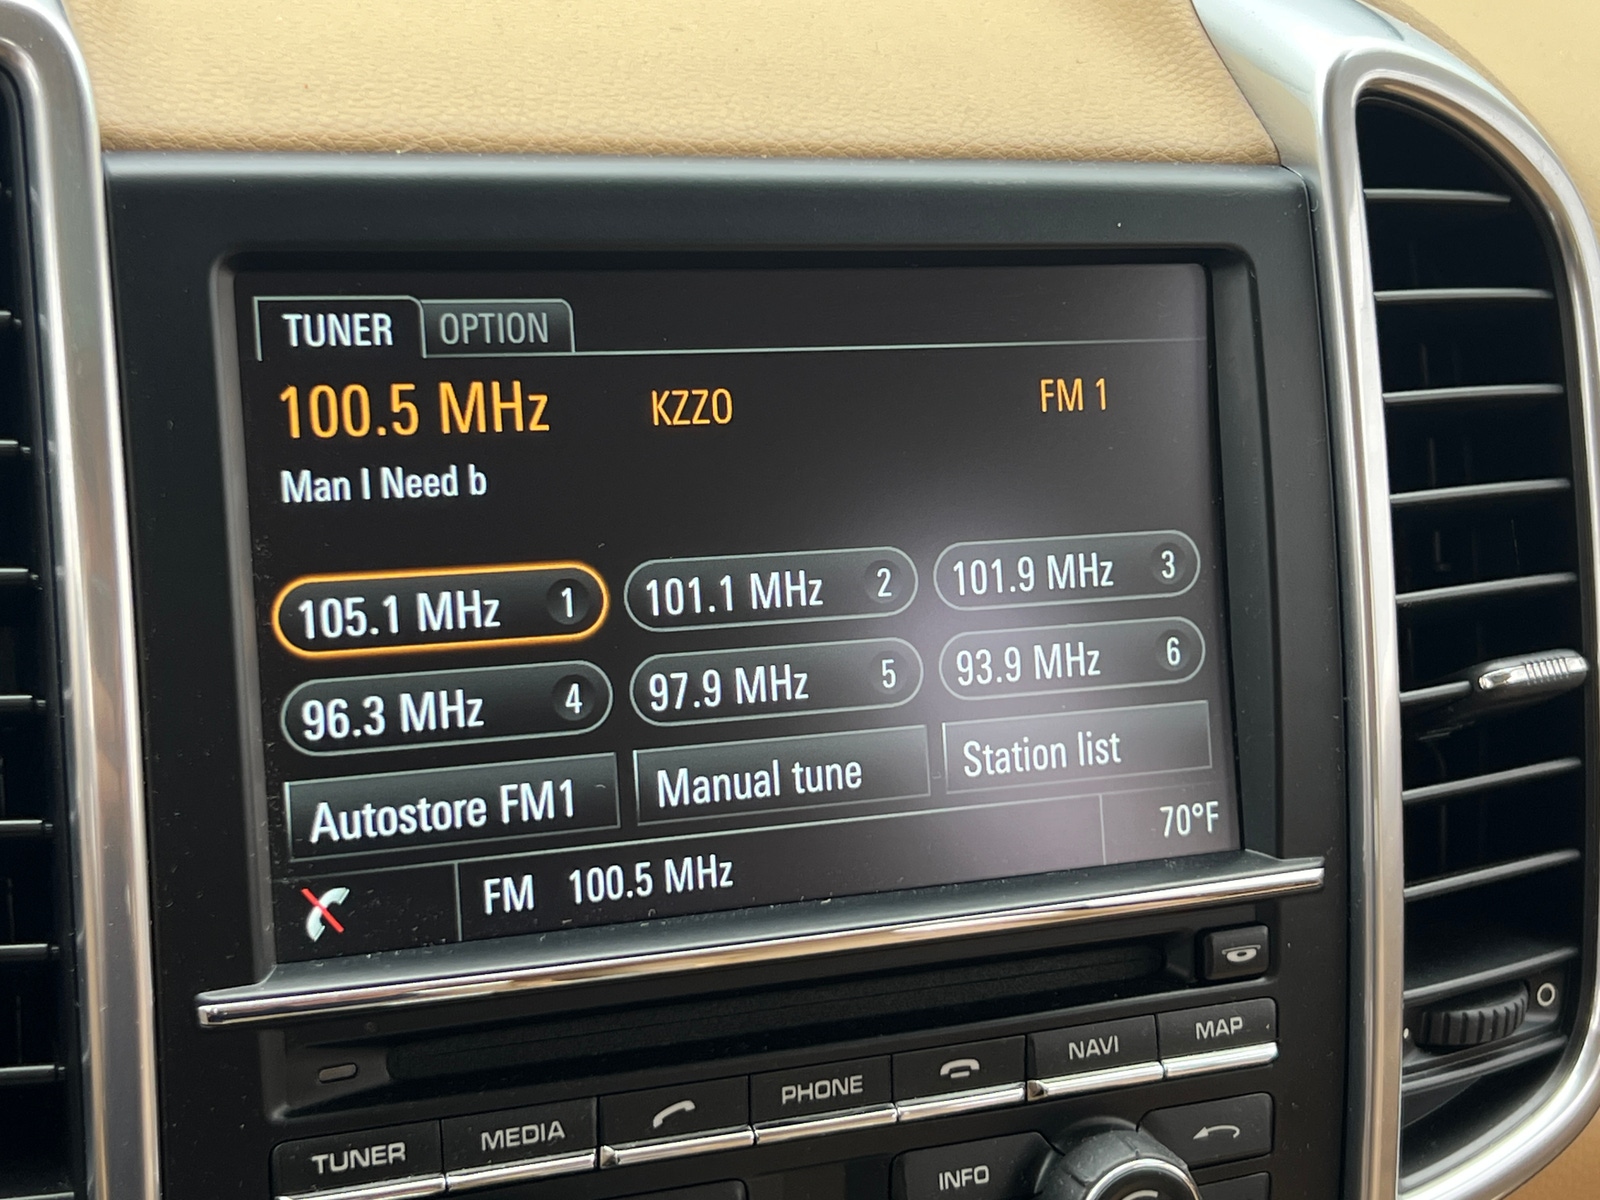 TUNER OPTION
100.5 MHz KZZO FM 1
Man I Need b
105.1 MHz 1 101.1 MHz 2 101.9 MHz 3
96.3 MHz 4 97.9 MHz 5 93.9 MHz 6
Autostore FM1 Manual tune Station list
FM 100.5 MHz 70°F
TUNER MEDIA PHONE NAVI MAP
INFO